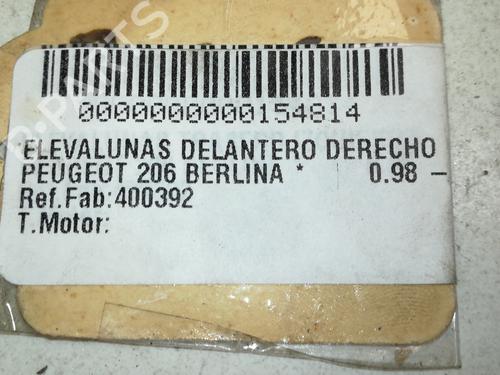 0000000000154814
ELEVALUNAS DELANTERO DERECHO
PEUGEOT 206 BERLINA * 0.98 –
Ref.Fab:400392
T.Motor: